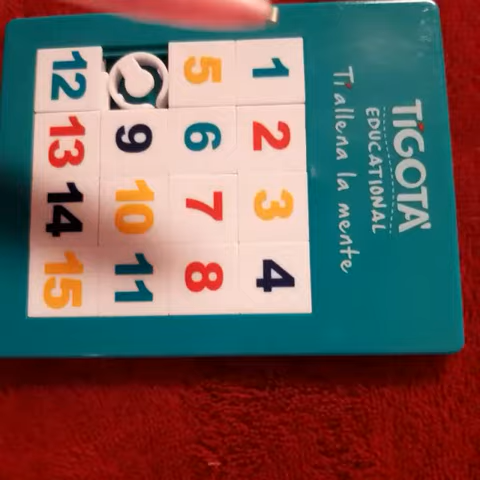 TIGOTÀ
EDUCATIONAL
Ti allena la mente
1 2 3 4
5 6 7 8
9 10 11
12 13 14 15